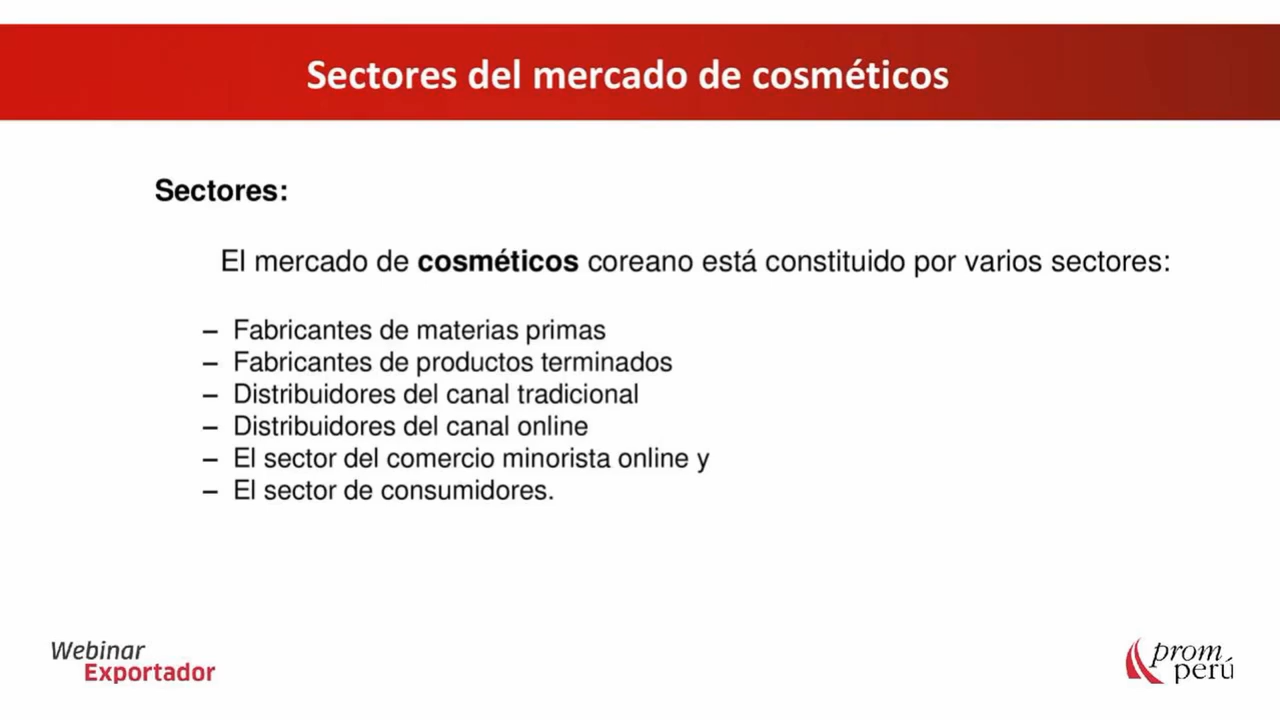 Sectores del mercado de cosméticos
Sectores:
El mercado de cosméticos coreano está constituido por varios sectores:
– Fabricantes de materias primas
– Fabricantes de productos terminados
– Distribuidores del canal tradicional
– Distribuidores del canal online
– El sector del comercio minorista online y
– El sector de consumidores.
Webinar
Exportador
prom
perú